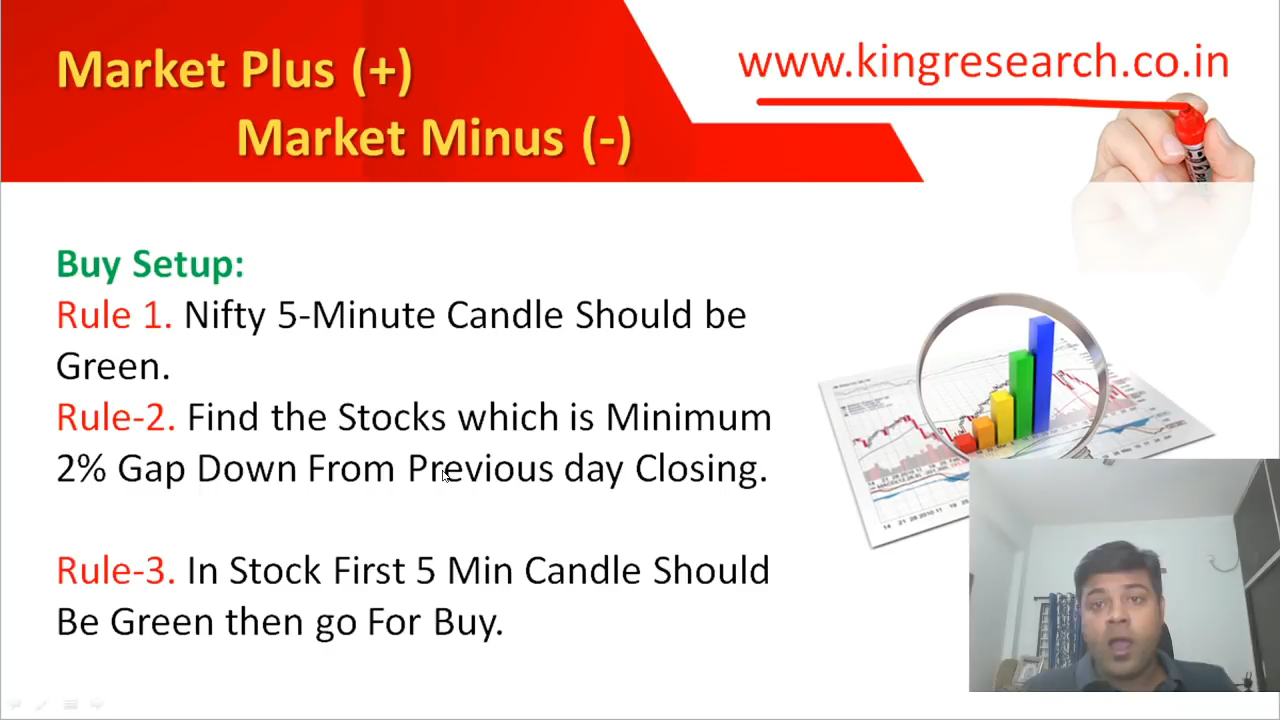 Market Plus (+)
Market Minus (-)
www.kingresearch.co.in
Buy Setup:
Rule 1. Nifty 5-Minute Candle Should be
Green.
Rule-2. Find the Stocks which is Minimum
2% Gap Down From Previous day Closing.
Rule-3. In Stock First 5 Min Candle Should
Be Green then go For Buy.